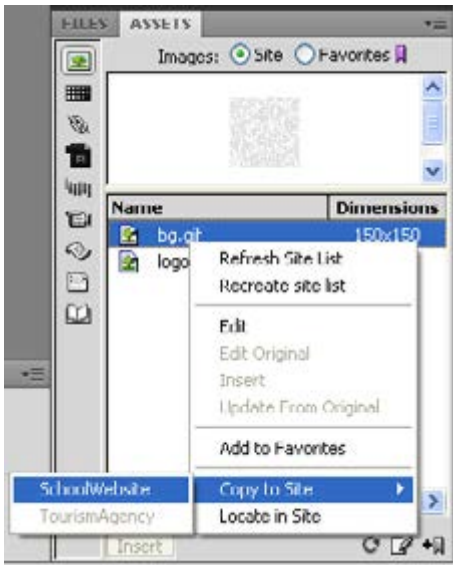 FILES ASSETS
Images: Site Favorites
Name Dimensions
bg.gif 150x150
logo
Refresh Site List
Recreate site list
Edit
Edit Original
Insert
Update From Original
Add to Favorites
Copy to Site
Locate in Site
SchoolWebsite
TourismAgency
Insert